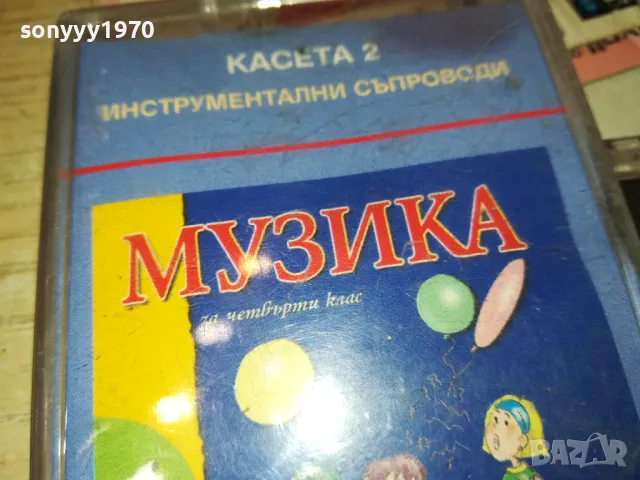 sonyyy1970
КАСЕТА 2
ИНСТРУМЕНТАЛНИ СЪПРОВОДИ
МУЗИКА
за четвърти клас
BAZAR